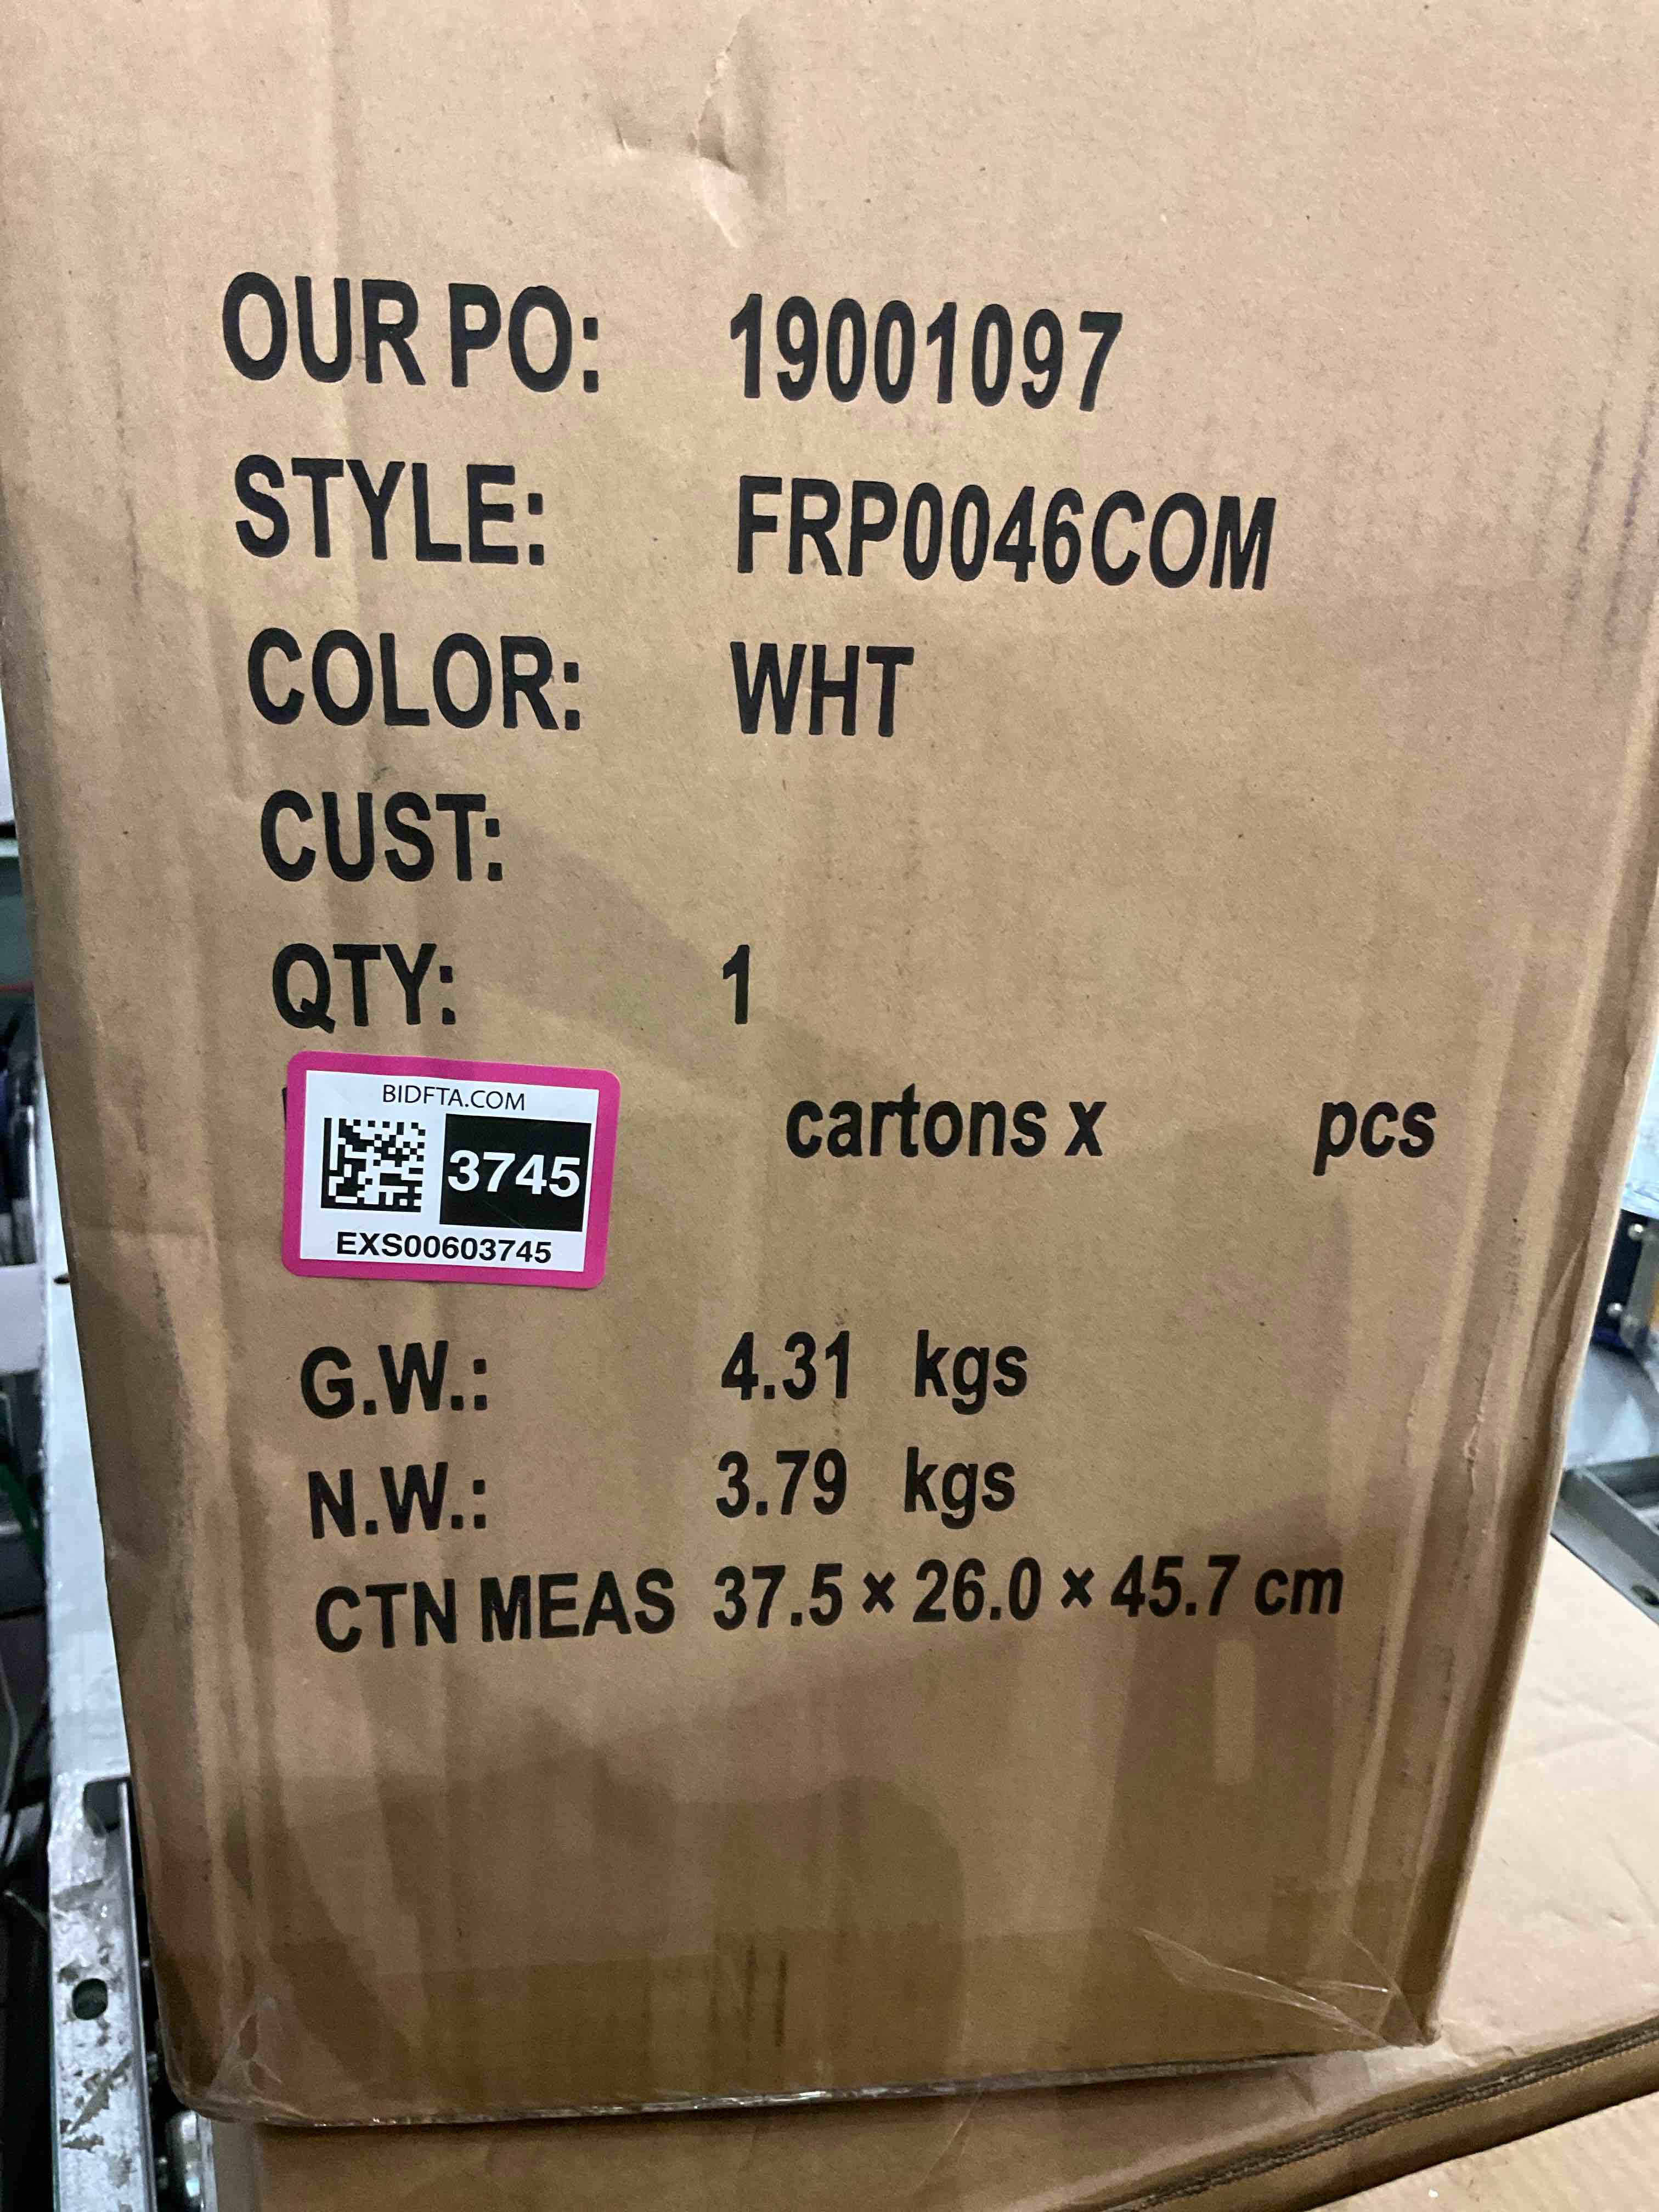 OUR PO: 19001097
STYLE: FRP0046COM
COLOR: WHT
CUST:
QTY: 1
cartons x pcs
BIDFTA.COM
3745
EXS00603745
G.W.: 4.31 kgs
N.W.: 3.79 kgs
CTN MEAS 37.5 × 26.0 × 45.7 cm